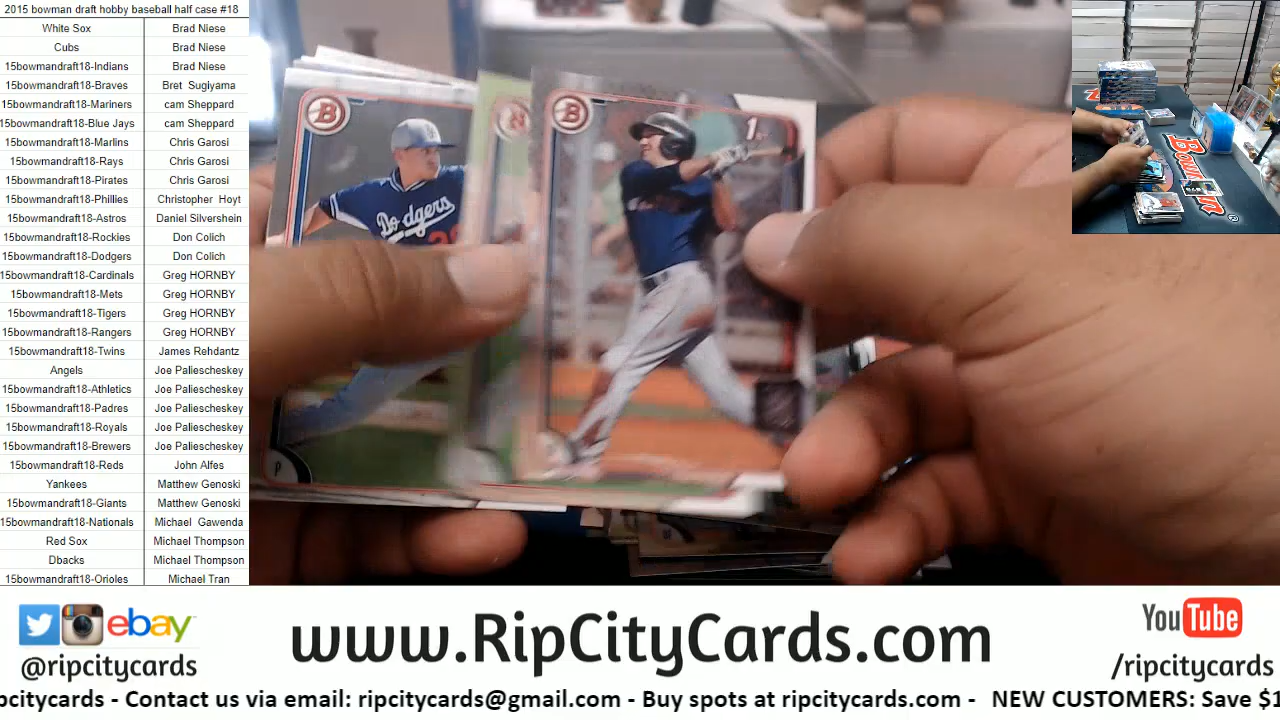 2015 bowman draft hobby baseball half case #18
White Sox Brad Niese
Cubs Brad Niese
15bowmandraft18-Indians Brad Niese
15bowmandraft18-Braves Bret Sugiyama
15bowmandraft18-Mariners cam Sheppard
15bowmandraft18-Blue Jays cam Sheppard
15bowmandraft18-Marlins Chris Garosi
15bowmandraft18-Rays Chris Garosi
15bowmandraft18-Pirates Chris Garosi
15bowmandraft18-Phillies Christopher Hoyt
15bowmandraft18-Astros Daniel Silvershein
15bowmandraft18-Rockies Don Colich
15bowmandraft18-Dodgers Don Colich
15bowmandraft18-Cardinals Greg HORNBY
15bowmandraft18-Mets Greg HORNBY
15bowmandraft18-Tigers Greg HORNBY
15bowmandraft18-Rangers Greg HORNBY
15bowmandraft18-Twins James Rehdantz
Angels Joe Paliescheskey
15bowmandraft18-Athletics Joe Paliescheskey
15bowmandraft18-Padres Joe Paliescheskey
15bowmandraft18-Royals Joe Paliescheskey
15bowmandraft18-Brewers Joe Paliescheskey
15bowmandraft18-Reds John Alfes
Yankees Matthew Genoski
15bowmandraft18-Giants Matthew Genoski
15bowmandraft18-Nationals Michael Gawenda
Red Sox Michael Thompson
Dbacks Michael Thompson
15bowmandraft18-Orioles Michael Tran
B
Dodgers
P
B
B
1st
Bowman
ebay
@ripcitycards
www.RipCityCards.com
YouTube
/ripcitycards
pcitycards - Contact us via email: ripcitycards@gmail.com - Buy spots at ripcitycards.com - NEW CUSTOMERS: Save $1